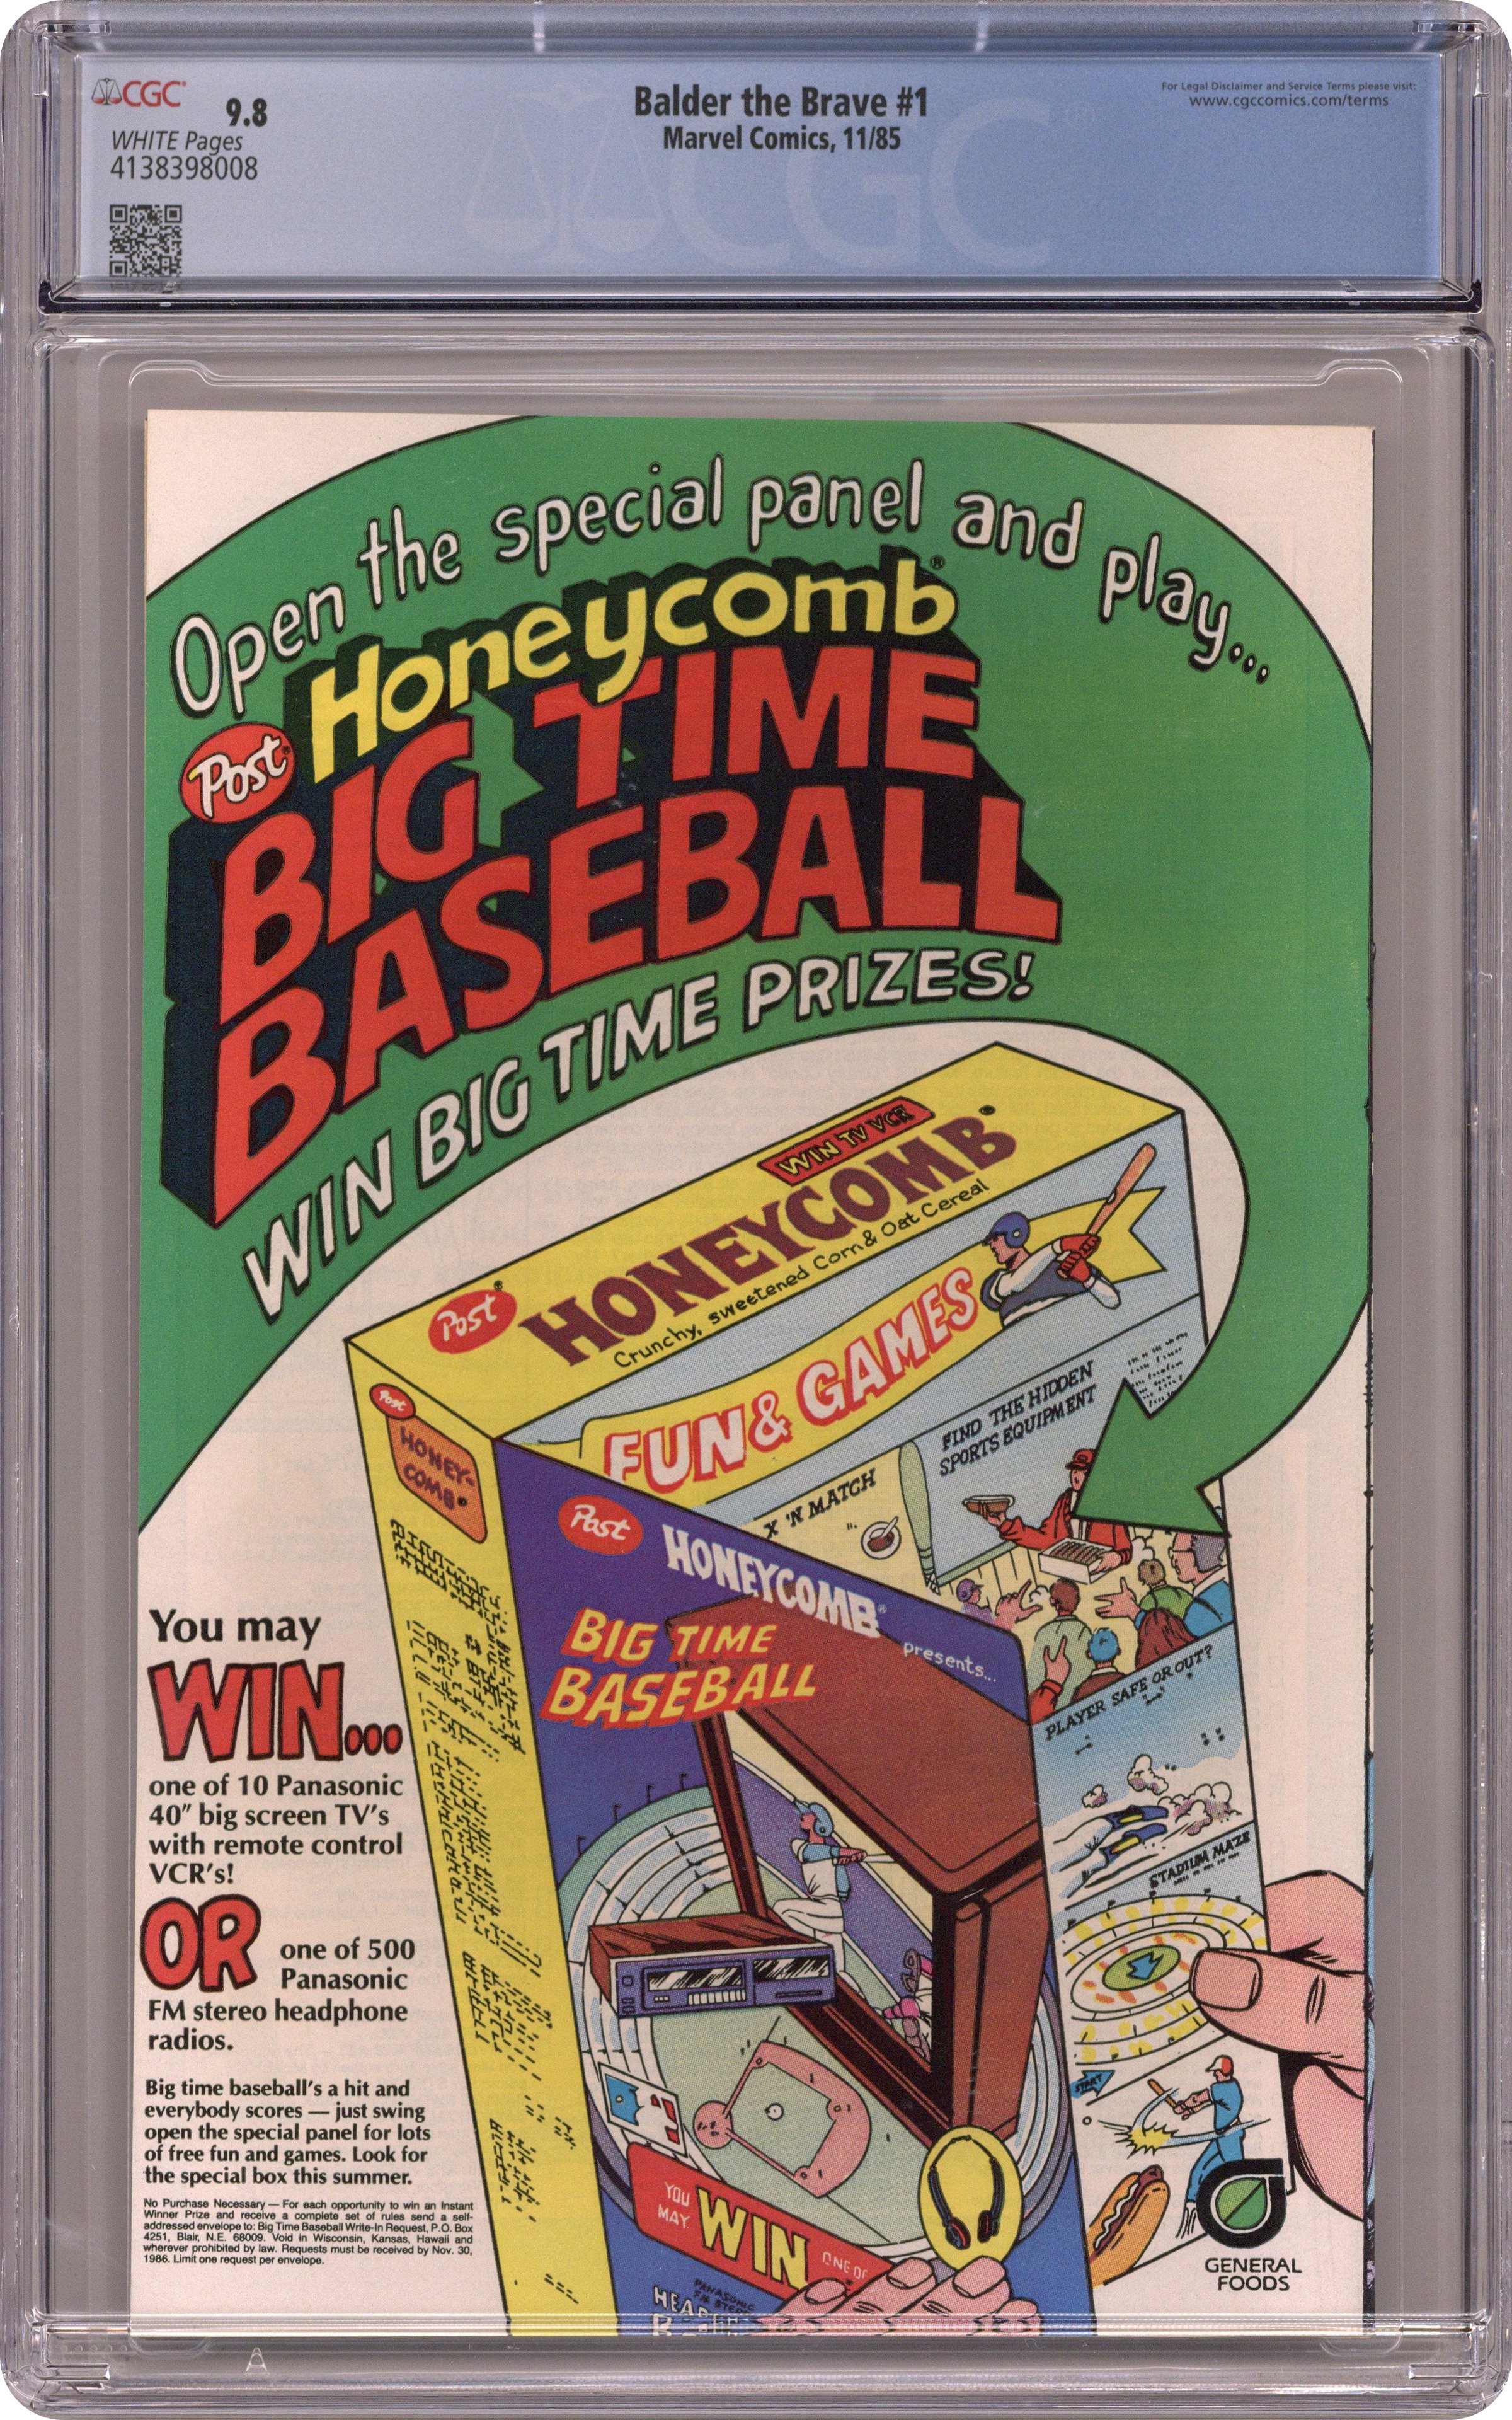 CGC
9.8
WHITE Pages
4138398008
Balder the Brave #1
Marvel Comics, 11/85
For Legal Disclaimer and Service Terms please visit:
www.cgccomics.com/terms
CGC
Open the special panel and play...
Post® Honeycomb®
BIG TIME
BASEBALL
WIN BIG TIME PRIZES!
WIN TV VCR
Post® HONEYCOMB®
Crunchy, sweetened Corn & Oat Cereal
FUN & GAMES
Post
HONEY-
COMB®
FIND THE HIDDEN
SPORTS EQUIPMENT
X 'N MATCH
Post HONEYCOMB®
presents...
BIG TIME
BASEBALL
PLAYER SAFE OR OUT?
STADIUM MAZE
START
YOU
MAY
WIN
ONE OF
PANASONIC
FM STEREO
You may
WIN...
one of 10 Panasonic
40" big screen TV's
with remote control
VCR's!
OR one of 500
Panasonic
FM stereo headphone
radios.
Big time baseball's a hit and
everybody scores — just swing
open the special panel for lots
of free fun and games. Look for
the special box this summer.
No Purchase Necessary — For each opportunity to win an Instant
Winner Prize and receive a complete set of rules send a self-
addressed envelope to: Big Time Baseball Write-In Request, P.O. Box
4251, Blair, N.E. 68009. Void in Wisconsin, Kansas, Hawaii and
wherever prohibited by law. Requests must be received by Nov. 30,
1986. Limit one request per envelope.
GENERAL
FOODS